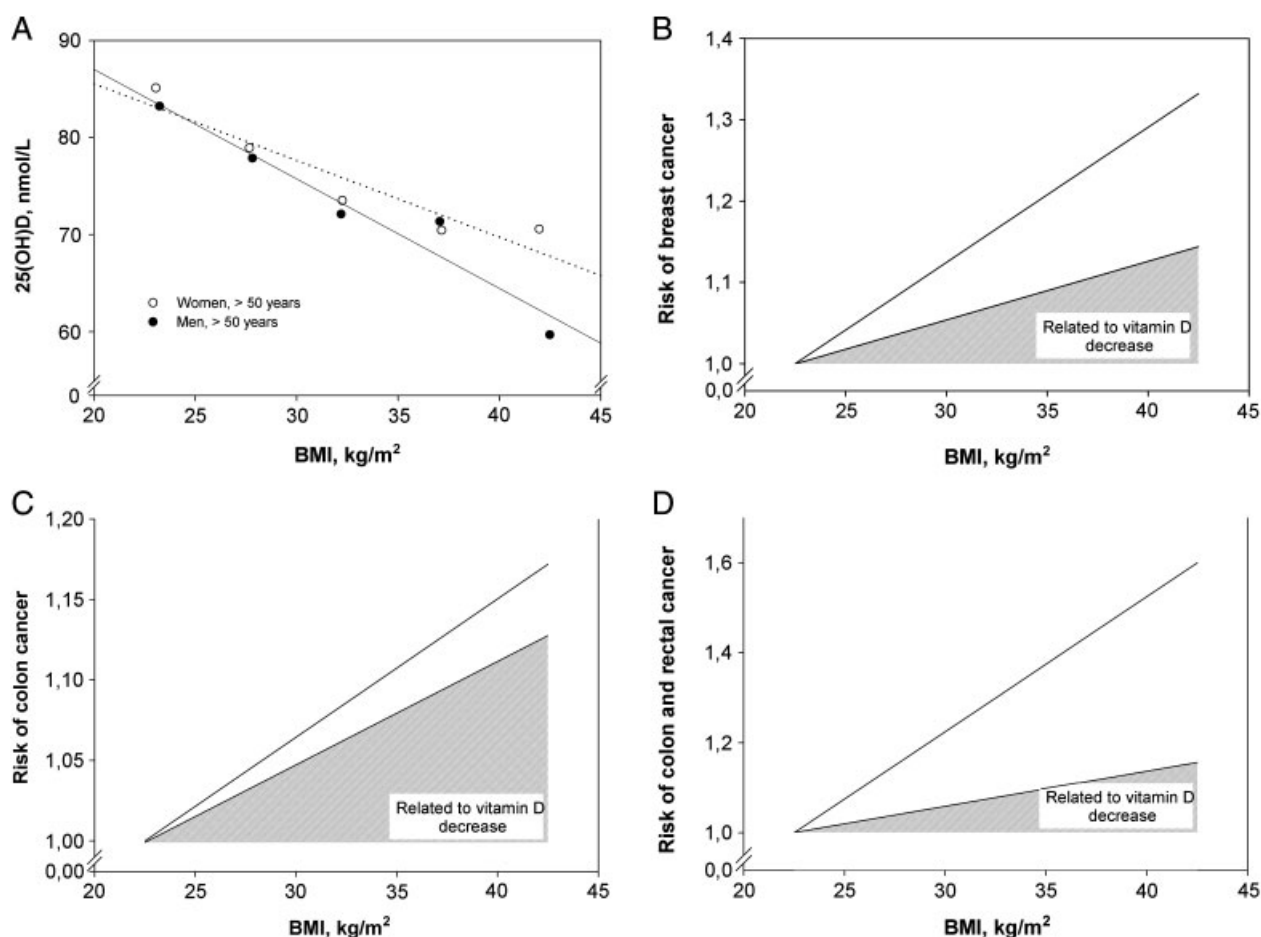 A
90
80
70
60
0
25(OH)D, nmol/L
Women, > 50 years
Men, > 50 years
20 25 30 35 40 45
BMI, kg/m²
B
1,4
1,3
1,2
1,1
1,0
0,0
Risk of breast cancer
Related to vitamin D
decrease
20 25 30 35 40 45
BMI, kg/m²
C
1,20
1,15
1,10
1,05
1,00
0,00
Risk of colon cancer
Related to vitamin D
decrease
20 25 30 35 40 45
BMI, kg/m²
D
1,6
1,4
1,2
1,0
0,0
Risk of colon and rectal cancer
Related to vitamin D
decrease
20 25 30 35 40 45
BMI, kg/m²